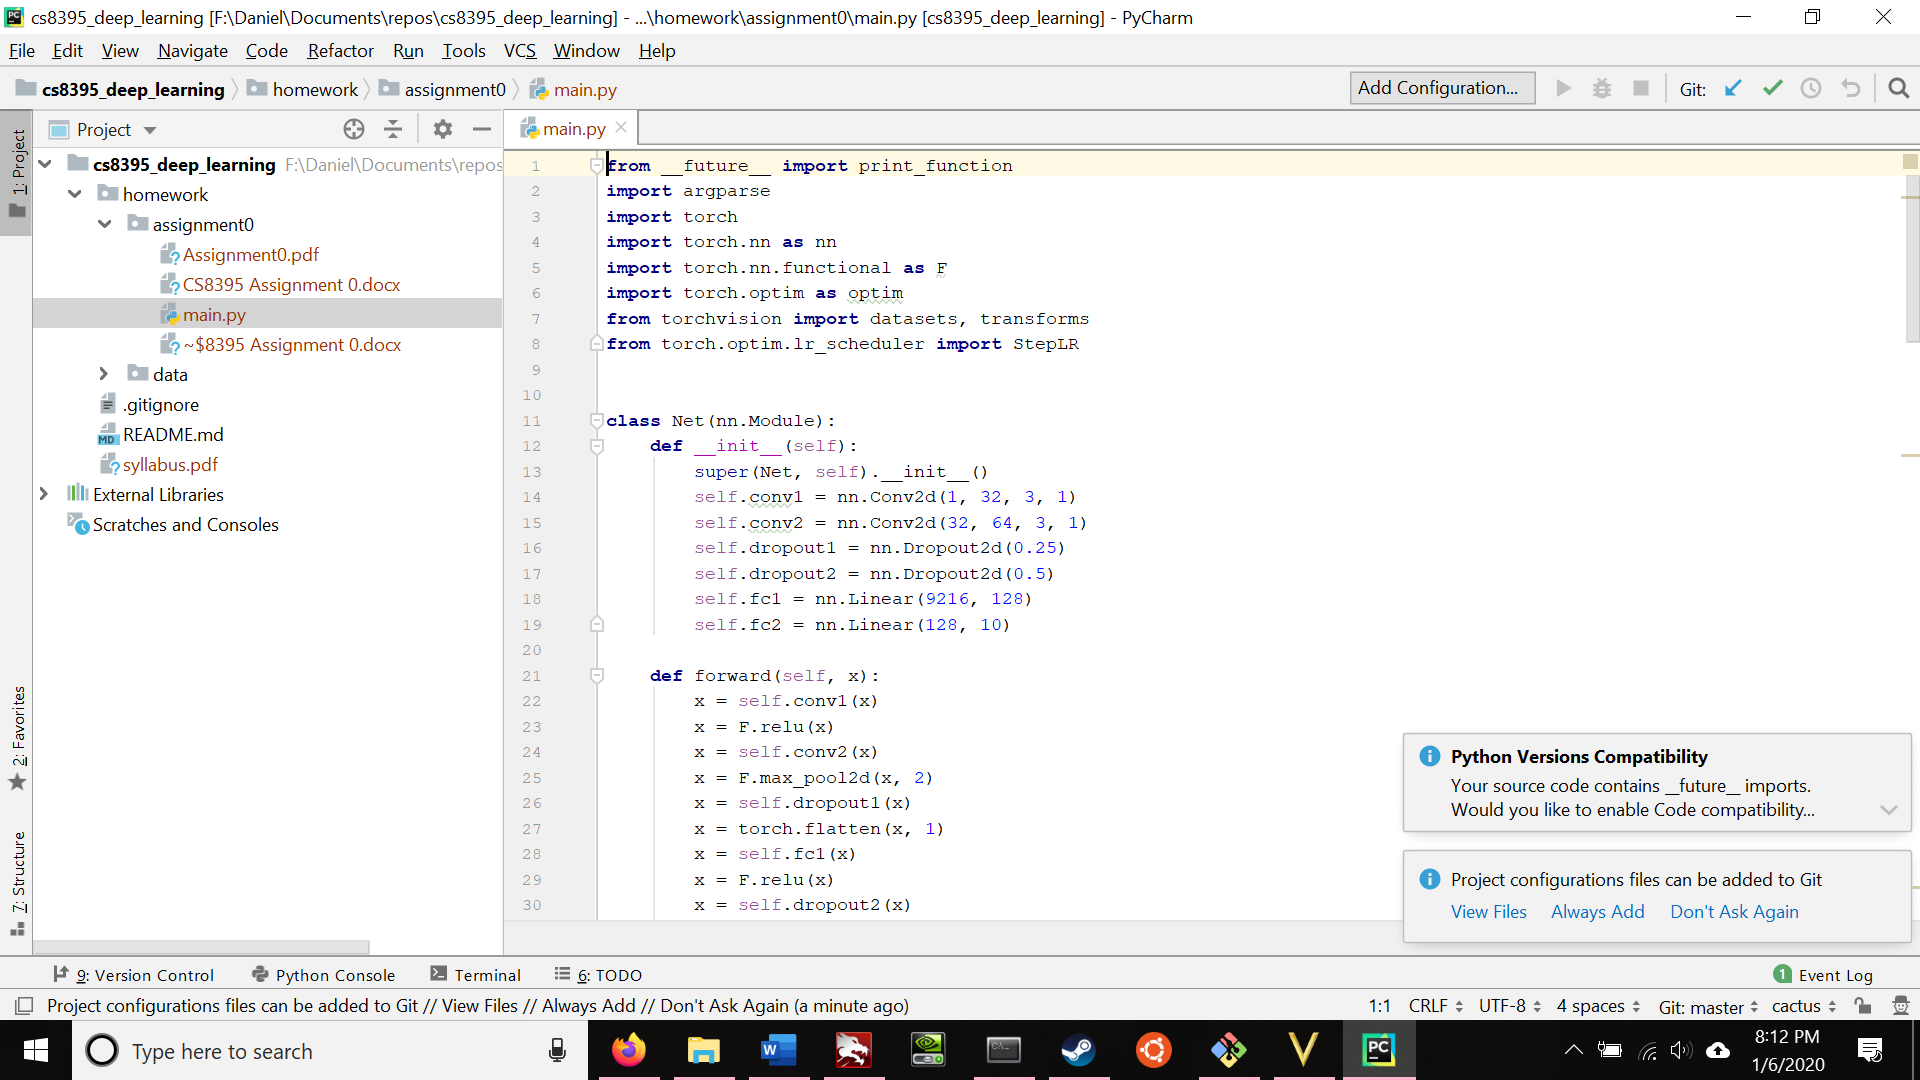 cs8395_deep_learning [F:\Daniel\Documents\repos\cs8395_deep_learning] - ...\homework\assignment0\main.py [cs8395_deep_learning] - PyCharm
File Edit View Navigate Code Refactor Run Tools VCS Window Help
cs8395_deep_learning homework assignment0 main.py Add Configuration... Git:
1: Project
2: Favorites
7: Structure
Project
cs8395_deep_learning F:\Daniel\Documents\repos
homework
assignment0
Assignment0.pdf
CS8395 Assignment 0.docx
main.py
~$8395 Assignment 0.docx
data
.gitignore
README.md
syllabus.pdf
External Libraries
Scratches and Consoles
main.py
1 from __future__ import print_function
2 import argparse
3 import torch
4 import torch.nn as nn
5 import torch.nn.functional as F
6 import torch.optim as optim
7 from torchvision import datasets, transforms
8 from torch.optim.lr_scheduler import StepLR
9
10
11 class Net(nn.Module):
12 def __init__(self):
13 super(Net, self).__init__()
14 self.conv1 = nn.Conv2d(1, 32, 3, 1)
15 self.conv2 = nn.Conv2d(32, 64, 3, 1)
16 self.dropout1 = nn.Dropout2d(0.25)
17 self.dropout2 = nn.Dropout2d(0.5)
18 self.fc1 = nn.Linear(9216, 128)
19 self.fc2 = nn.Linear(128, 10)
20
21 def forward(self, x):
22 x = self.conv1(x)
23 x = F.relu(x)
24 x = self.conv2(x)
25 x = F.max_pool2d(x, 2)
26 x = self.dropout1(x)
27 x = torch.flatten(x, 1)
28 x = self.fc1(x)
29 x = F.relu(x)
30 x = self.dropout2(x)
Python Versions Compatibility
Your source code contains __future__ imports.
Would you like to enable Code compatibility...
Project configurations files can be added to Git
View Files Always Add Don't Ask Again
9: Version Control Python Console Terminal 6: TODO 1 Event Log
Project configurations files can be added to Git // View Files // Always Add // Don't Ask Again (a minute ago) 1:1 CRLF UTF-8 4 spaces Git: master cactus
Type here to search
8:12 PM
1/6/2020